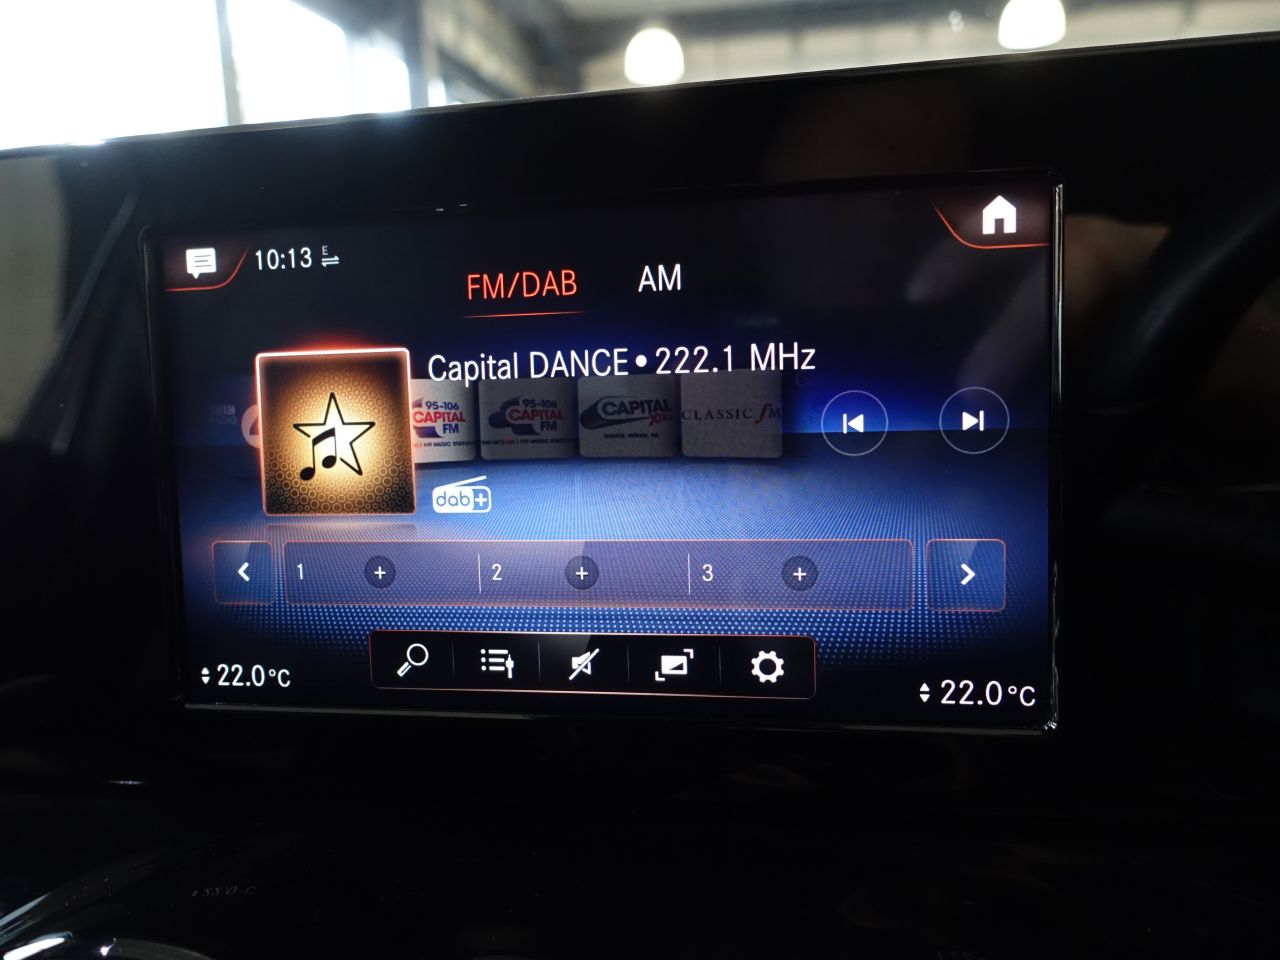 10:13 E
FM/DAB AM
Capital DANCE • 222.1 MHz
95-106
CAPITAL
FM
95-106
CAPITAL
FM
CAPITAL
XTRA
CLASSIC fM
dab+
1 + 2 + 3 +
22.0°C
22.0°C